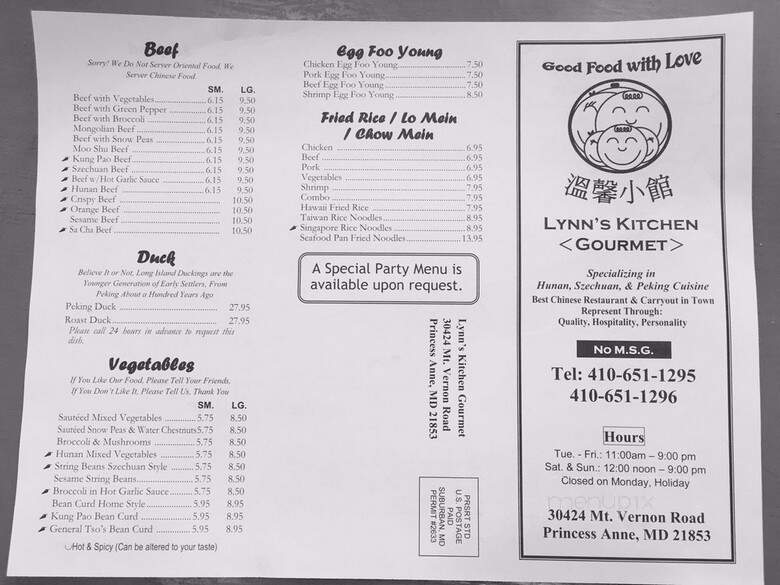 Beef
Sorry! We Do Not Server Oriental Food, We
Server Chinese Food.
SM. LG.
Beef with Vegetables 6.15 9.50
Beef with Green Pepper 6.15 9.50
Beef with Broccoli 6.15 9.50
Mongolian Beef 6.15 9.50
Beef with Snow Peas 6.15 9.50
Moo Shu Beef 6.15 9.50
Kung Pao Beef 6.15 9.50
Szechuan Beef 6.15 9.50
Beef w/Hot Garlic Sauce 6.15 9.50
Hunan Beef 6.15 9.50
Crispy Beef 10.50
Orange Beef 10.50
Sesame Beef 10.50
Sa Cha Beef 10.50
Duck
Believe It or Not, Long Island Ducklings are the
Younger Generation of Early Settlers, From
Peking About a Hundred Years Ago
Peking Duck 27.95
Roast Duck 27.95
Please call 24 hours in advance to request this
dish.
Vegetables
If You Like Our Food, Please Tell Your Friends,
If You Don't Like It, Please Tell Us, Thank You
SM. LG.
Sautéed Mixed Vegetables 5.75 8.50
Sautéed Snow Peas & Water Chestnuts 5.75 8.50
Broccoli & Mushrooms 5.75 8.50
Hunan Mixed Vegetables 5.75 8.50
String Beans Szechuan Style 5.75 8.50
Sesame String Beans 5.75 8.50
Broccoli in Hot Garlic Sauce 5.75 8.50
Bean Curd Home Style 5.95 8.95
Kung Pao Bean Curd 5.95 8.95
General Tso's Bean Curd 5.95 8.95
Hot & Spicy (Can be altered to your taste)
Egg Foo Young
Chicken Egg Foo Young 7.50
Pork Egg Foo Young 7.50
Beef Egg Foo Young 7.50
Shrimp Egg Foo Young 8.50
Fried Rice / Lo Mein
/ Chow Mein
Chicken 6.95
Beef 6.95
Pork 6.95
Vegetables 6.95
Shrimp 7.95
Combo 7.95
Hawaii Fried Rice 7.95
Taiwan Rice Noodles 8.95
Singapore Rice Noodles 8.95
Seafood Pan Fried Noodles 13.95
A Special Party Menu is
available upon request.
Lynn's Kitchen Gourmet
30424 Mt. Vernon Road
Princess Anne, MD 21853
PRSRT STD
U.S. POSTAGE
PAID
SUBURBAN, MD
PERMIT #2633
Good Food with Love
溫馨小館
LYNN'S KITCHEN
<GOURMET>
Specializing in
Hunan, Szechuan, & Peking Cuisine
Best Chinese Restaurant & Carryout in Town
Represent Through:
Quality, Hospitality, Personality
No M.S.G.
Tel: 410-651-1295
410-651-1296
Hours
Tue. - Fri.: 11:00am – 9:00 pm
Sat. & Sun.: 12:00 noon – 9:00 pm
Closed on Monday, Holiday
menupix
30424 Mt. Vernon Road
Princess Anne, MD 21853